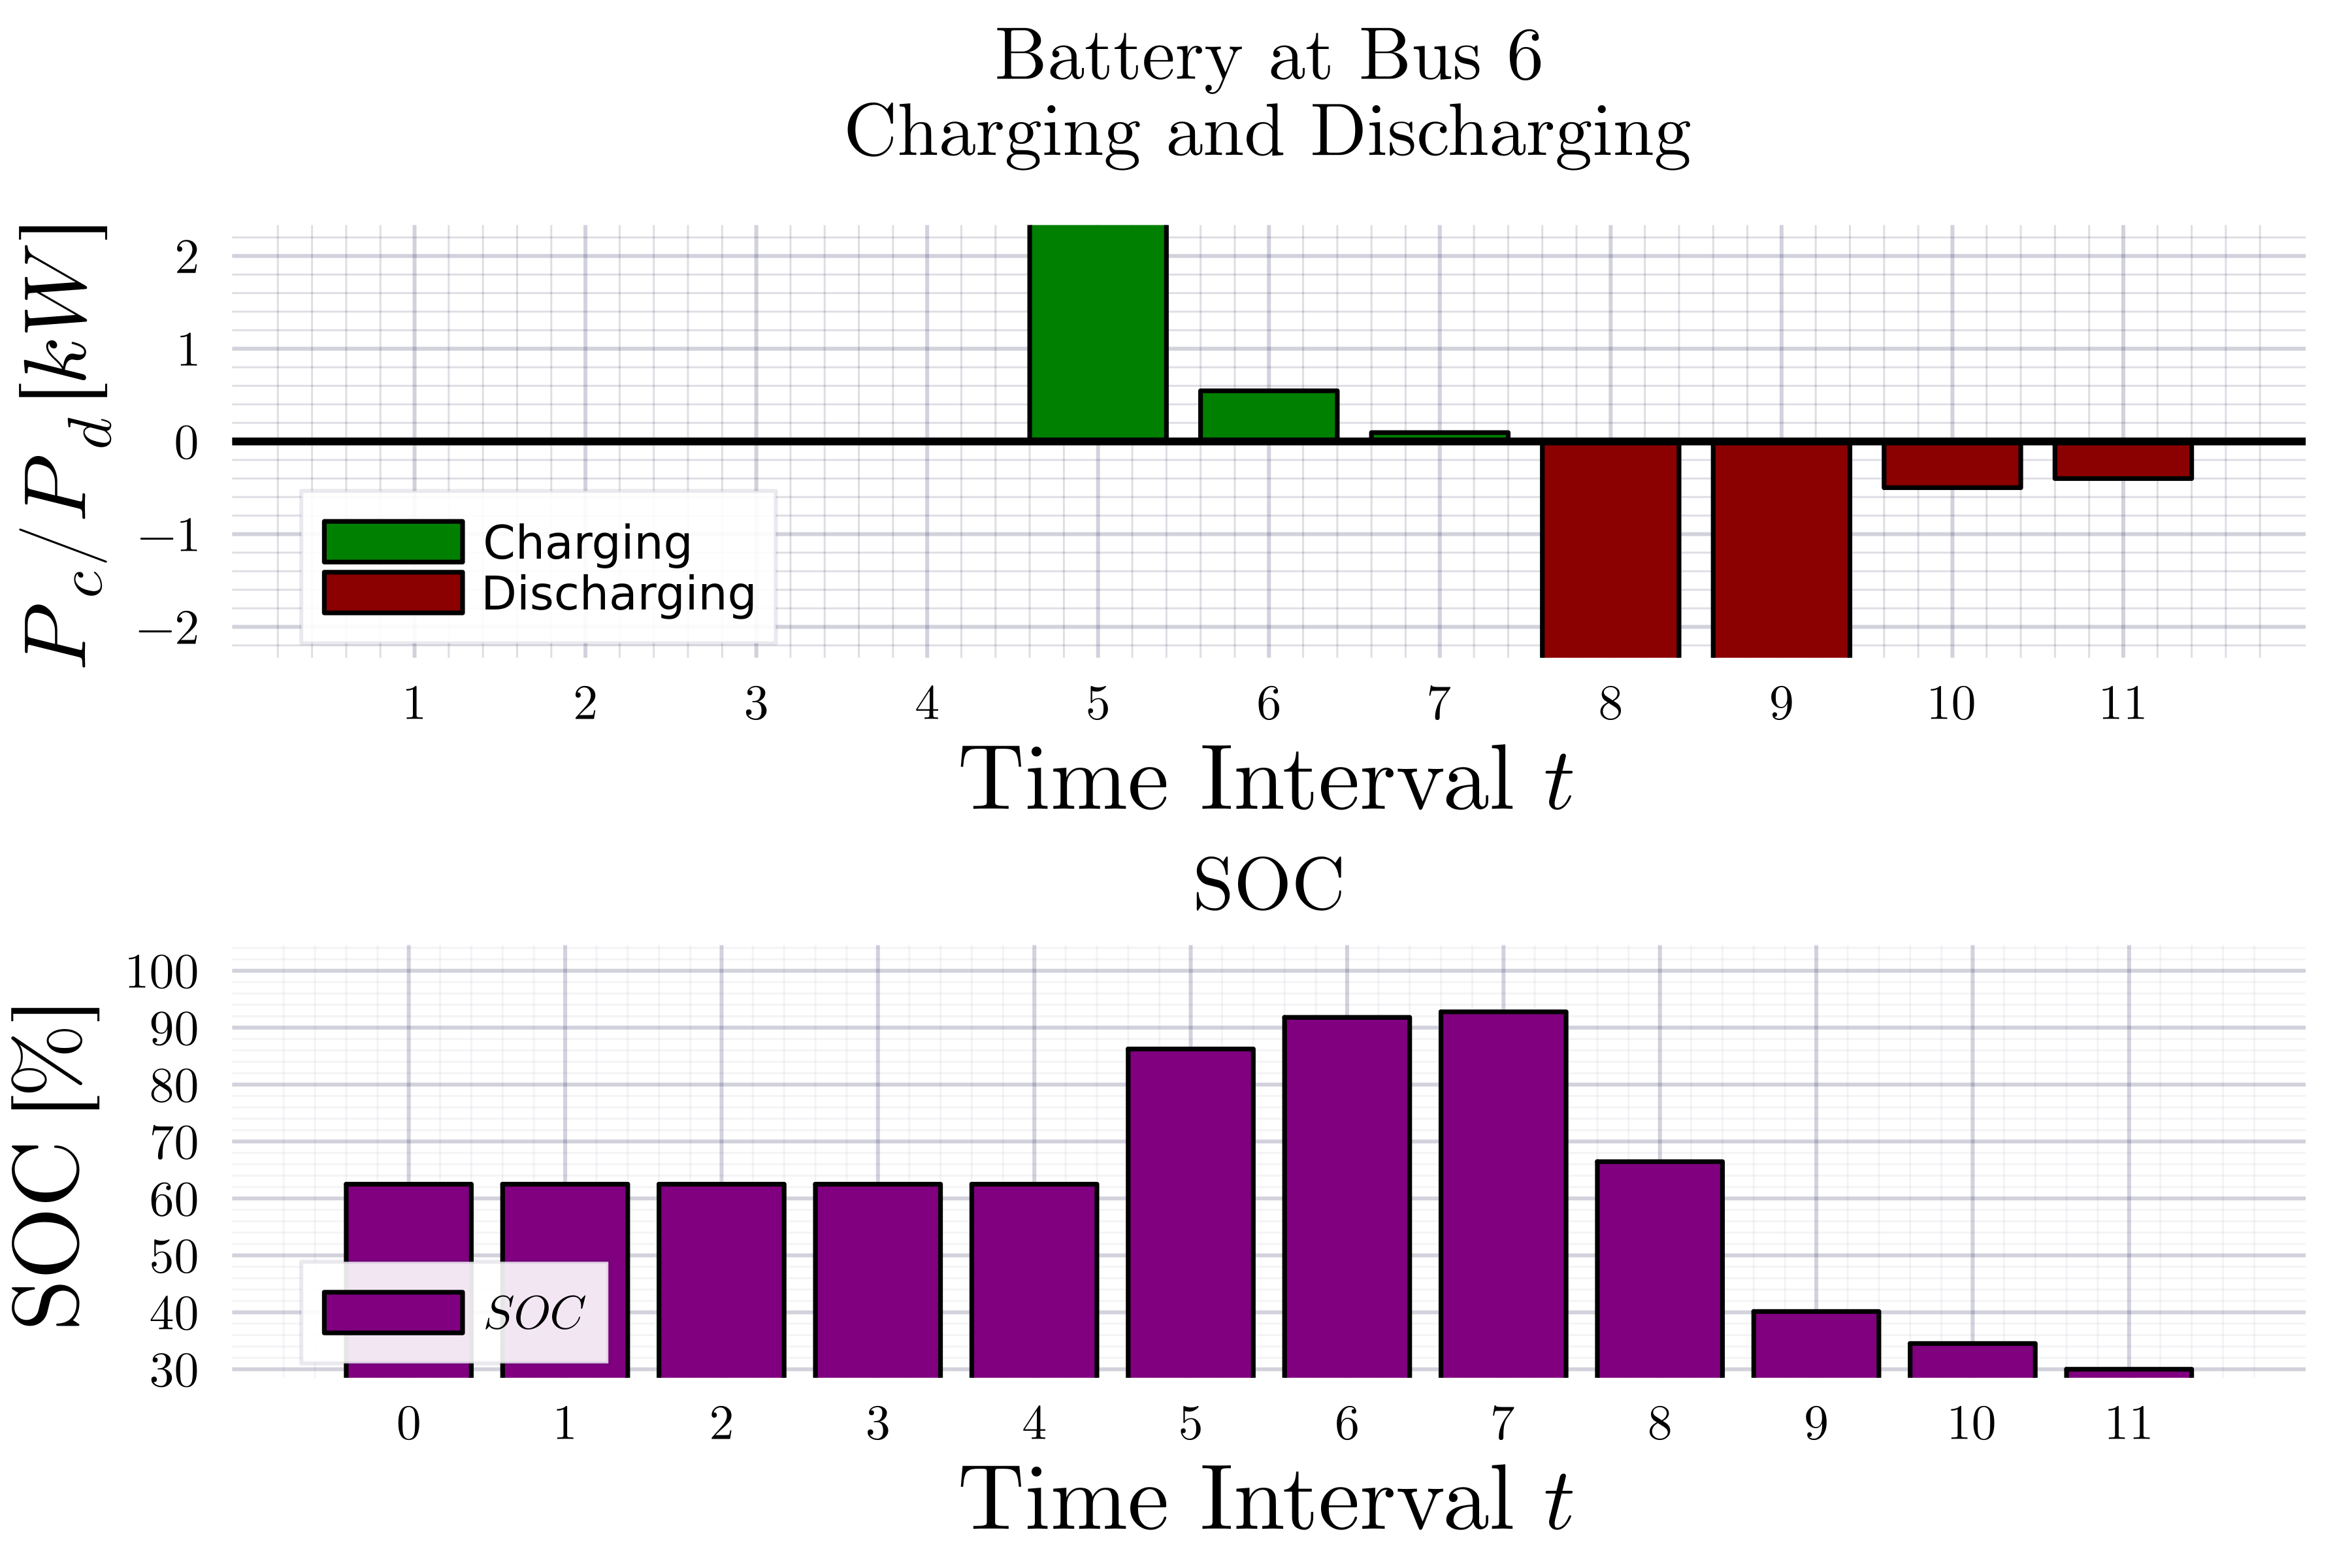 Battery at Bus 6
Charging and Discharging
P_c/P_d [kW]
2
1
0
−1
−2
Charging
Discharging
1 2 3 4 5 6 7 8 9 10 11
Time Interval t
SOC
SOC [%]
100
90
80
70
60
50
40
30
SOC
0 1 2 3 4 5 6 7 8 9 10 11
Time Interval t